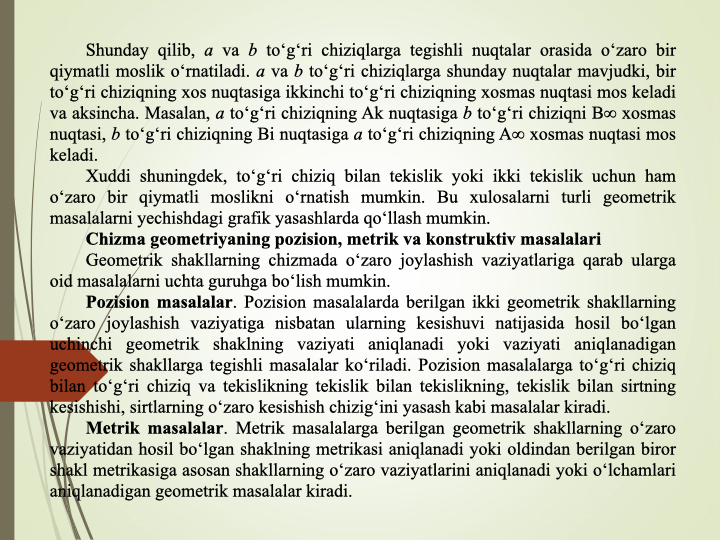 Shunday qilib, a va b to‘g‘ri chiziqlarga tegishli nuqtalar orasida o‘zaro bir
qiymatli moslik o‘rnatiladi. a va b to‘g‘ri chiziqlarga shunday nuqtalar mavjudki, bir
to‘g‘ri chiziqning xos nuqtasiga ikkinchi to‘g‘ri chiziqning xosmas nuqtasi mos keladi
va aksincha. Masalan, a to‘g‘ri chiziqning Ak nuqtasiga b to‘g‘ri chiziqni B∞ xosmas
nuqtasi, b to‘g‘ri chiziqning Bi nuqtasiga a to‘g‘ri chiziqning A∞ xosmas nuqtasi mos
keladi.
Xuddi shuningdek, to‘g‘ri chiziq bilan tekislik yoki ikki tekislik uchun ham
o‘zaro bir qiymatli moslikni o‘rnatish mumkin. Bu xulosalarni turli geometrik
masalalarni yechishdagi grafik yasashlarda qo‘llash mumkin.
Chizma geometriyaning pozision, metrik va konstruktiv masalalari
Geometrik shakllarning chizmada o‘zaro joylashish vaziyatlariga qarab ularga
oid masalalarni uchta guruhga bo‘lish mumkin.
Pozision masalalar. Pozision masalalarda berilgan ikki geometrik shakllarning
o‘zaro joylashish vaziyatiga nisbatan ularning kesishuvi natijasida hosil bo‘lgan
uchinchi geometrik shaklning vaziyati aniqlanadi yoki vaziyati aniqlanadigan
geometrik shakllarga tegishli masalalar ko‘riladi. Pozision masalalarga to‘g‘ri chiziq
bilan to‘g‘ri chiziq va tekislikning tekislik bilan tekislikning, tekislik bilan sirtning
kesishishi, sirtlarning o‘zaro kesishish chizig‘ini yasash kabi masalalar kiradi.
Metrik masalalar. Metrik masalalarga berilgan geometrik shakllarning o‘zaro
vaziyatidan hosil bo‘lgan shaklning metrikasi aniqlanadi yoki oldindan berilgan biror
shakl metrikasiga asosan shakllarning o‘zaro vaziyatlarini aniqlanadi yoki o‘lchamlari
aniqlanadigan geometrik masalalar kiradi.